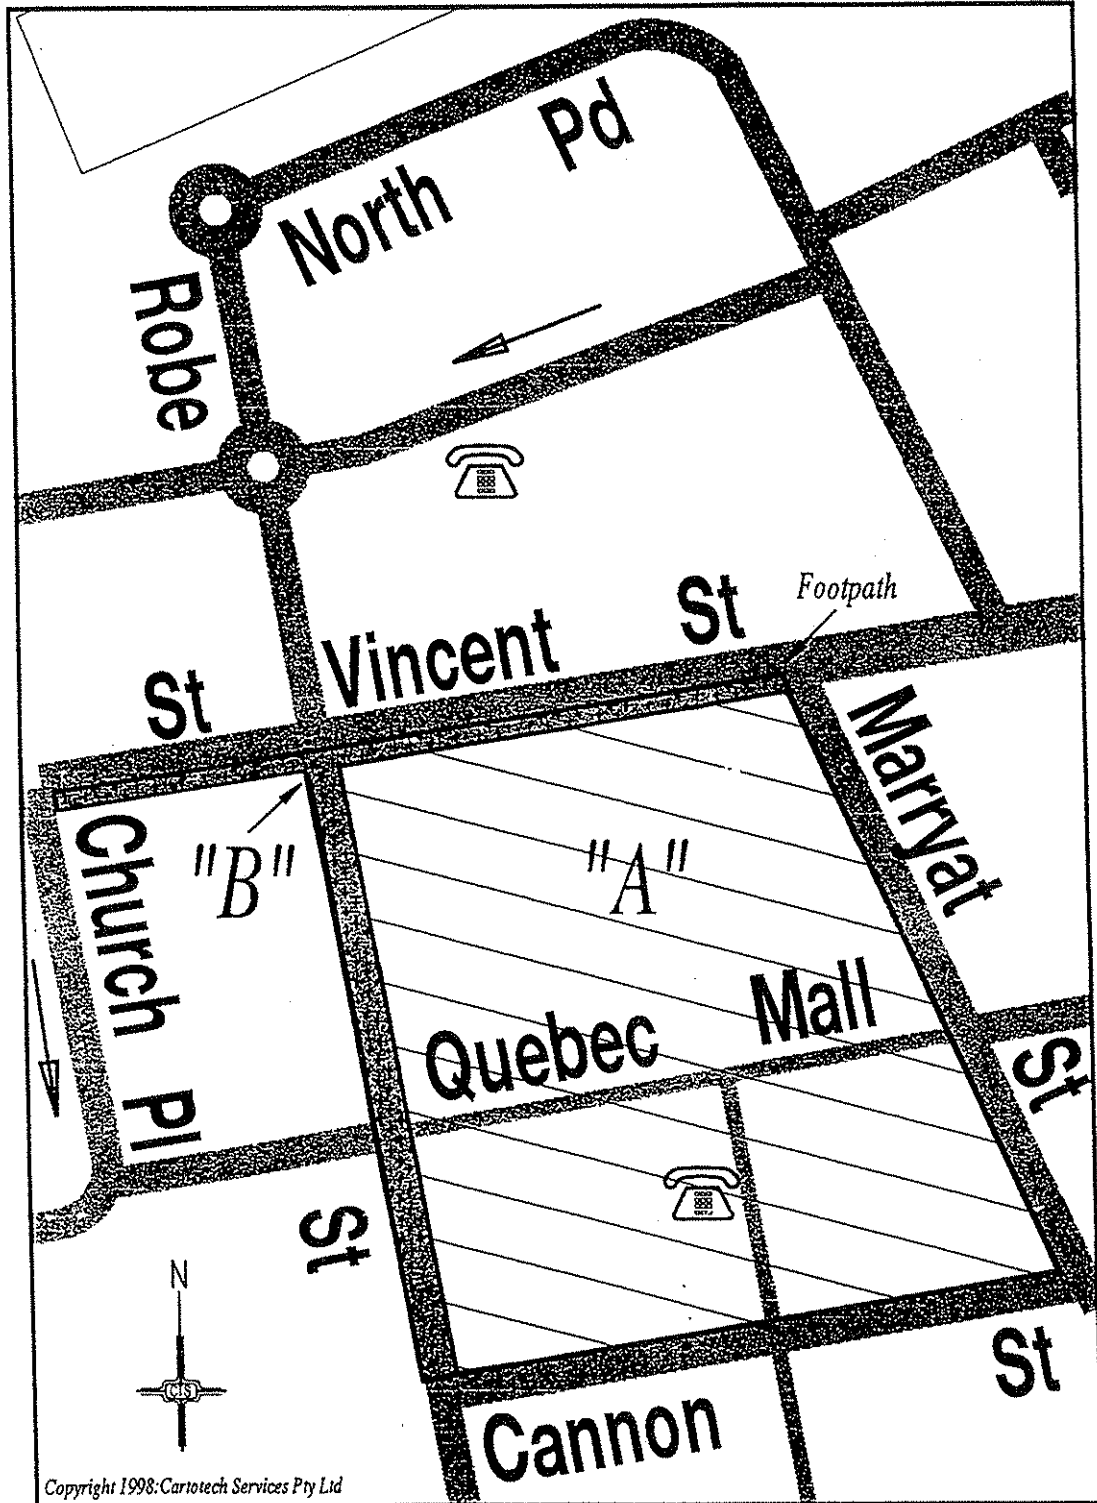 North Pd
Robe
St
Vincent St
Footpath
Marryat
"B"
"A"
Church Pl
Quebec Mall
St
St
N
CTS
St
Cannon
Copyright 1998:Cartotech Services Pty Ltd